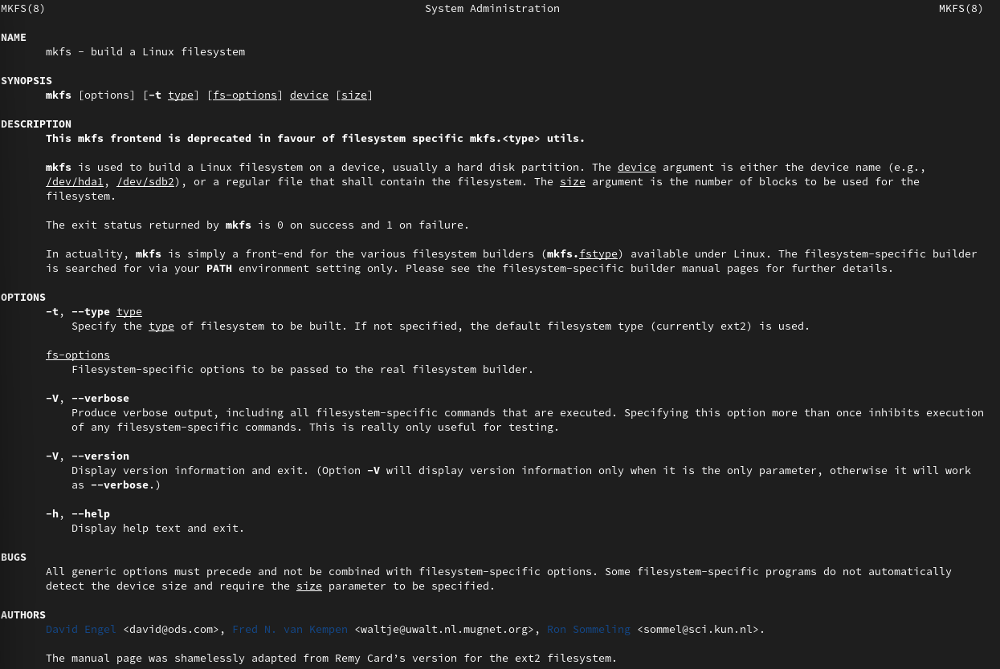 MKFS(8) System Administration MKFS(8)
NAME
mkfs - build a Linux filesystem
SYNOPSIS
mkfs [options] [-t type] [fs-options] device [size]
DESCRIPTION
This mkfs frontend is deprecated in favour of filesystem specific mkfs.<type> utils.
mkfs is used to build a Linux filesystem on a device, usually a hard disk partition. The device argument is either the device name (e.g.,
/dev/hda1, /dev/sdb2), or a regular file that shall contain the filesystem. The size argument is the number of blocks to be used for the
filesystem.
The exit status returned by mkfs is 0 on success and 1 on failure.
In actuality, mkfs is simply a front-end for the various filesystem builders (mkfs.fstype) available under Linux. The filesystem-specific builder
is searched for via your PATH environment setting only. Please see the filesystem-specific builder manual pages for further details.
OPTIONS
-t, --type type
Specify the type of filesystem to be built. If not specified, the default filesystem type (currently ext2) is used.
fs-options
Filesystem-specific options to be passed to the real filesystem builder.
-V, --verbose
Produce verbose output, including all filesystem-specific commands that are executed. Specifying this option more than once inhibits execution
of any filesystem-specific commands. This is really only useful for testing.
-V, --version
Display version information and exit. (Option -V will display version information only when it is the only parameter, otherwise it will work
as --verbose.)
-h, --help
Display help text and exit.
BUGS
All generic options must precede and not be combined with filesystem-specific options. Some filesystem-specific programs do not automatically
detect the device size and require the size parameter to be specified.
AUTHORS
David Engel <david@ods.com>, Fred N. van Kempen <waltje@uwalt.nl.mugnet.org>, Ron Sommeling <sommel@sci.kun.nl>.
The manual page was shamelessly adapted from Remy Card’s version for the ext2 filesystem.